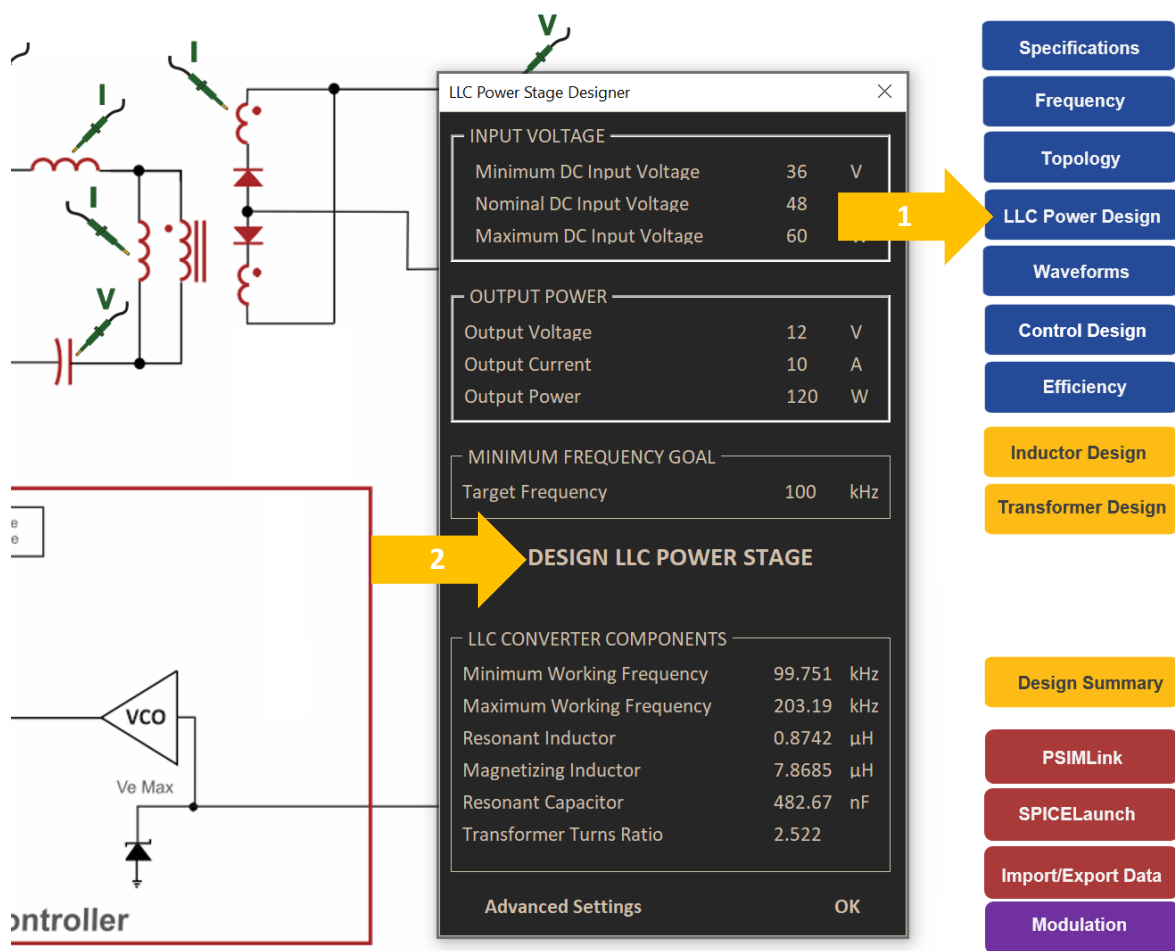 V
I
I
I
V
e
e
VCO
Ve Max
ontroller
LLC Power Stage Designer
INPUT VOLTAGE
Minimum DC Input Voltage 36 V
Nominal DC Input Voltage 48
Maximum DC Input Voltage 60
OUTPUT POWER
Output Voltage 12 V
Output Current 10 A
Output Power 120 W
MINIMUM FREQUENCY GOAL
Target Frequency 100 kHz
2
DESIGN LLC POWER STAGE
LLC CONVERTER COMPONENTS
Minimum Working Frequency 99.751 kHz
Maximum Working Frequency 203.19 kHz
Resonant Inductor 0.8742 µH
Magnetizing Inductor 7.8685 µH
Resonant Capacitor 482.67 nF
Transformer Turns Ratio 2.522
Advanced Settings OK
1
Specifications
Frequency
Topology
LLC Power Design
Waveforms
Control Design
Efficiency
Inductor Design
Transformer Design
Design Summary
PSIMLink
SPICELaunch
Import/Export Data
Modulation